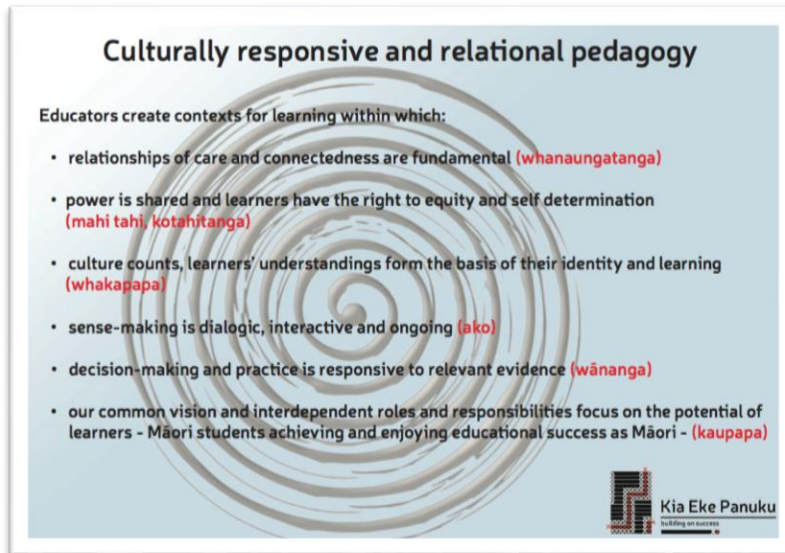 Culturally responsive and relational pedagogy
Educators create contexts for learning within which:
• relationships of care and connectedness are fundamental (whanaungatanga)
• power is shared and learners have the right to equity and self determination
(mahi tahi, kotahitanga)
• culture counts, learners' understandings form the basis of their identity and learning
(whakapapa)
• sense-making is dialogic, interactive and ongoing (ako)
• decision-making and practice is responsive to relevant evidence (wānanga)
• our common vision and interdependent roles and responsibilities focus on the potential of
learners - Māori students achieving and enjoying educational success as Māori - (kaupapa)
Kia Eke Panuku
building on success